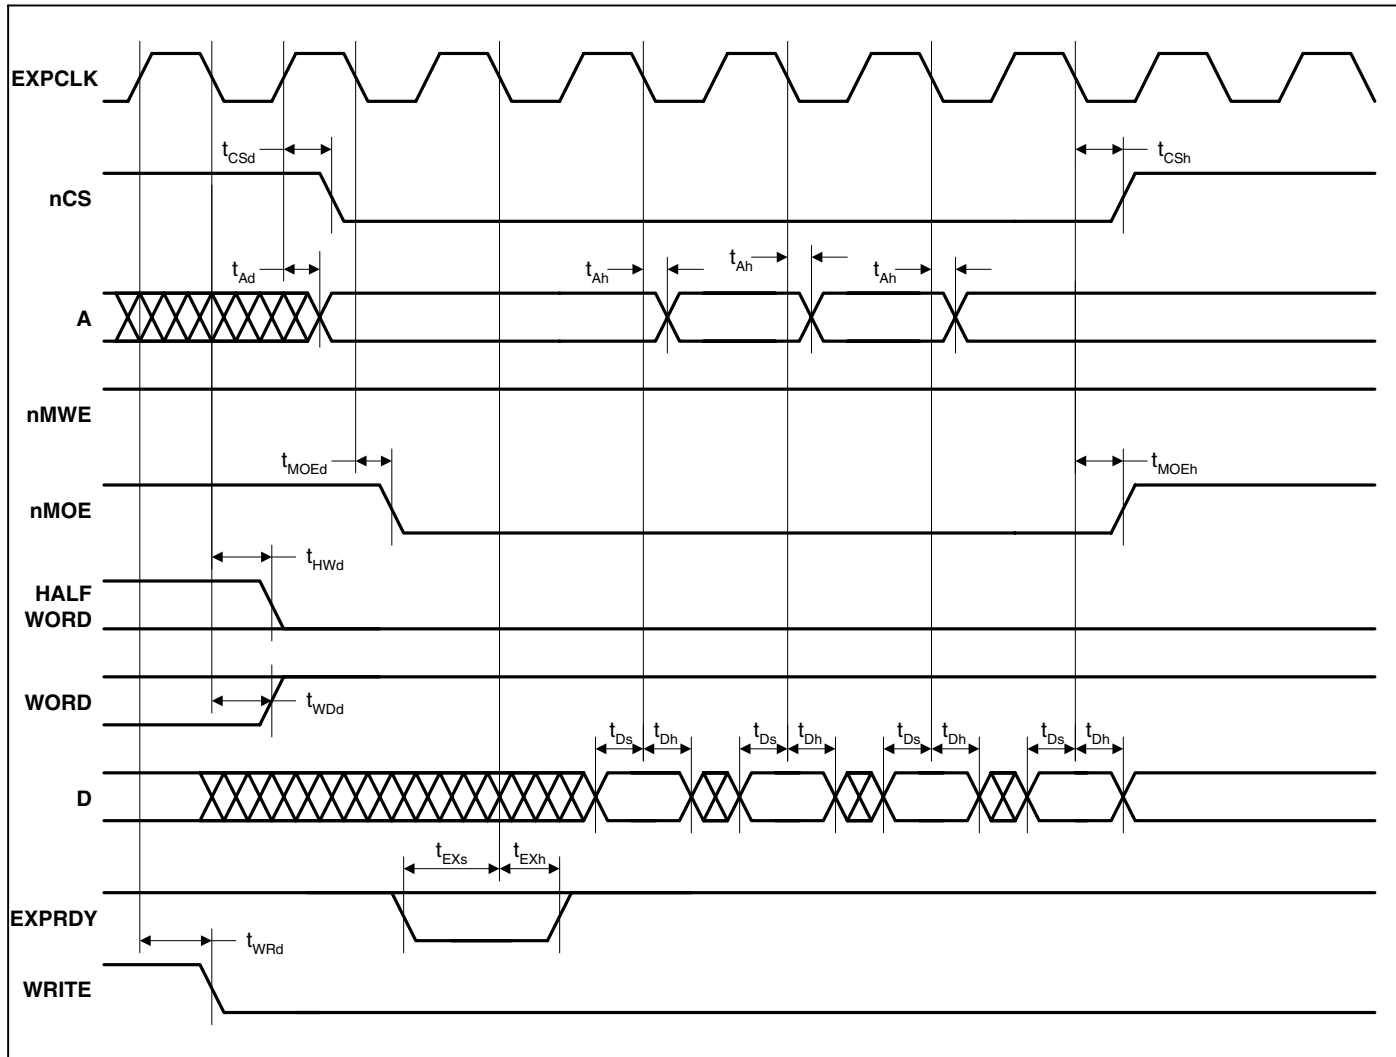 EXPCLK
tCSd
tCSh
nCS
tAd
tAh
tAh
tAh
A
nMWE
tMOEd
tMOEh
nMOE
tHWd
HALF
WORD
WORD
tWDd
tDs tDh tDs tDh tDs tDh tDs tDh
D
tEXs tEXh
EXPRDY
tWRd
WRITE